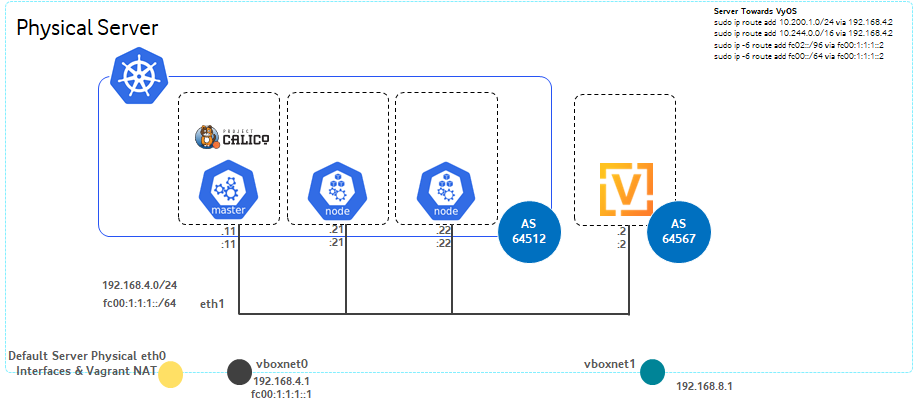 Physical Server
Server Towards VyOS
sudo ip route add 10.200.1.0/24 via 192.168.4.2
sudo ip route add 10.244.0.0/16 via 192.168.4.2
sudo ip -6 route add fc02::/96 via fc00:1:1:1::2
sudo ip -6 route add fc00::/64 via fc00:1:1:1::2
PROJECT
CALICO
master
node
node
V
.11
:11
.21
:21
.22
:22
AS
64512
.2
:2
AS
64567
192.168.4.0/24
fc00:1:1:1::/64
eth1
Default Server Physical eth0
Interfaces & Vagrant NAT
vboxnet0
192.168.4.1
fc00:1:1:1::1
vboxnet1
192.168.8.1